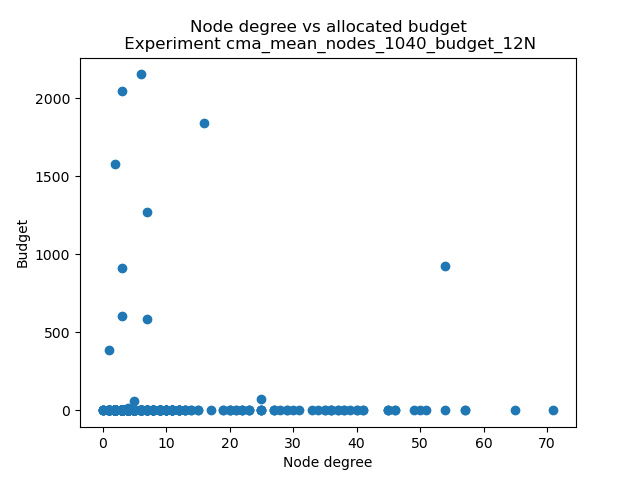 Node degree vs allocated budget
Experiment cma_mean_nodes_1040_budget_12N
2000
1500
1000
500
0
Budget
0 10 20 30 40 50 60 70
Node degree